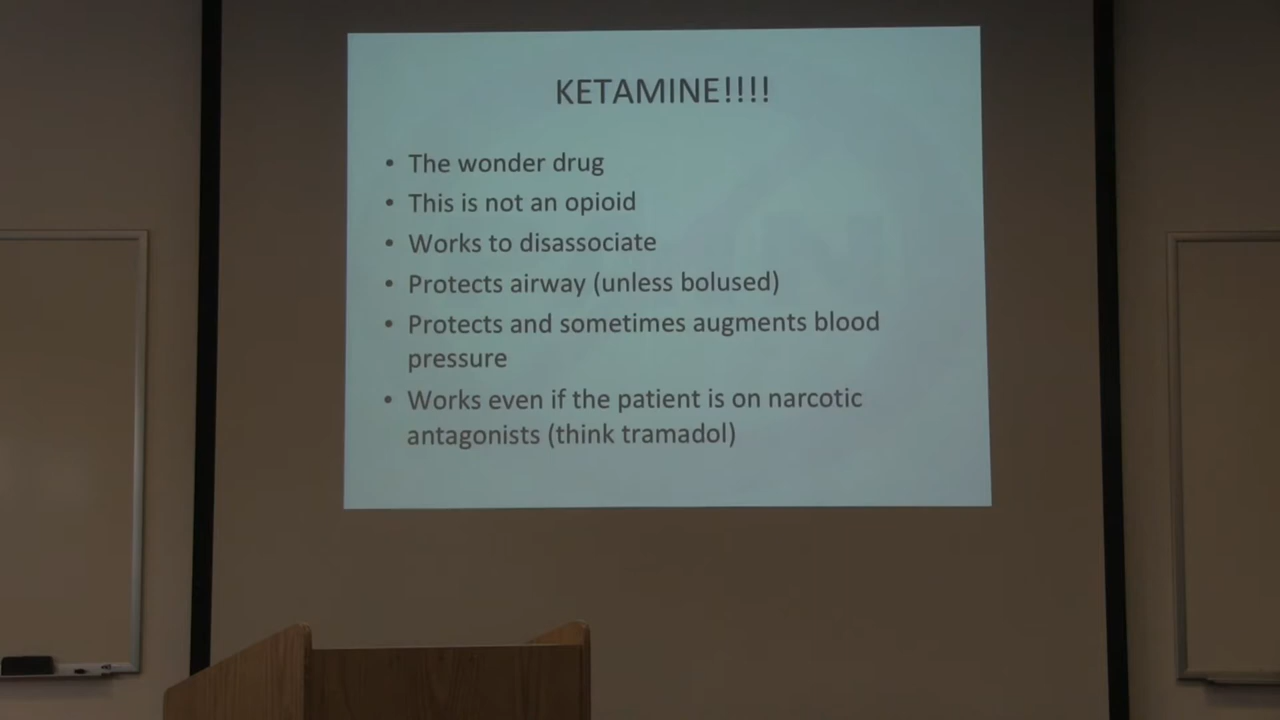 KETAMINE!!!!
• The wonder drug
• This is not an opioid
• Works to disassociate
• Protects airway (unless bolused)
• Protects and sometimes augments blood
pressure
• Works even if the patient is on narcotic
antagonists (think tramadol)